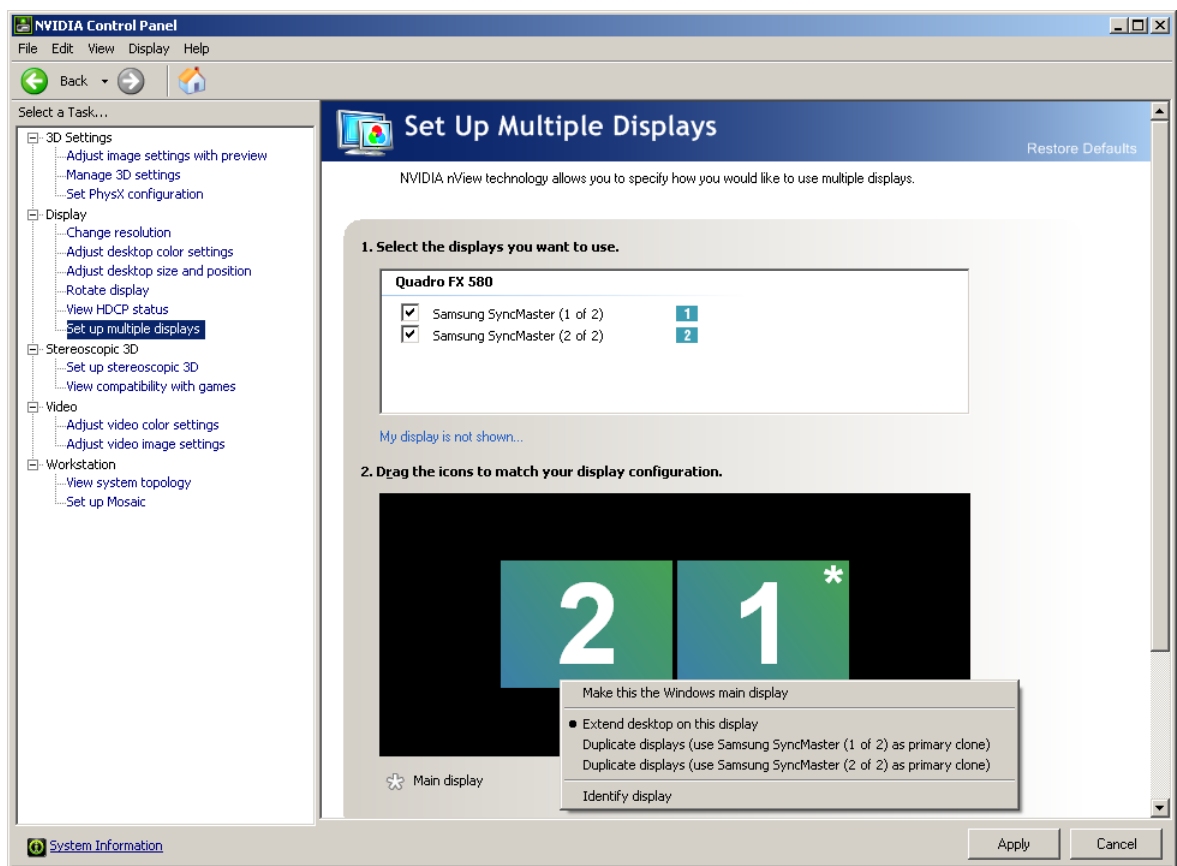 NVIDIA Control Panel
File Edit View Display Help
Back
Select a Task...
3D Settings
Adjust image settings with preview
Manage 3D settings
Set PhysX configuration
Display
Change resolution
Adjust desktop color settings
Adjust desktop size and position
Rotate display
View HDCP status
Set up multiple displays
Stereoscopic 3D
Set up stereoscopic 3D
View compatibility with games
Video
Adjust video color settings
Adjust video image settings
Workstation
View system topology
Set up Mosaic
Set Up Multiple Displays
Restore Defaults
NVIDIA nView technology allows you to specify how you would like to use multiple displays.
1. Select the displays you want to use.
Quadro FX 580
Samsung SyncMaster (1 of 2) 1
Samsung SyncMaster (2 of 2) 2
My display is not shown...
2. Drag the icons to match your display configuration.
2 1 *
Make this the Windows main display
Extend desktop on this display
Duplicate displays (use Samsung SyncMaster (1 of 2) as primary clone)
Duplicate displays (use Samsung SyncMaster (2 of 2) as primary clone)
Identify display
Main display
System Information
Apply Cancel